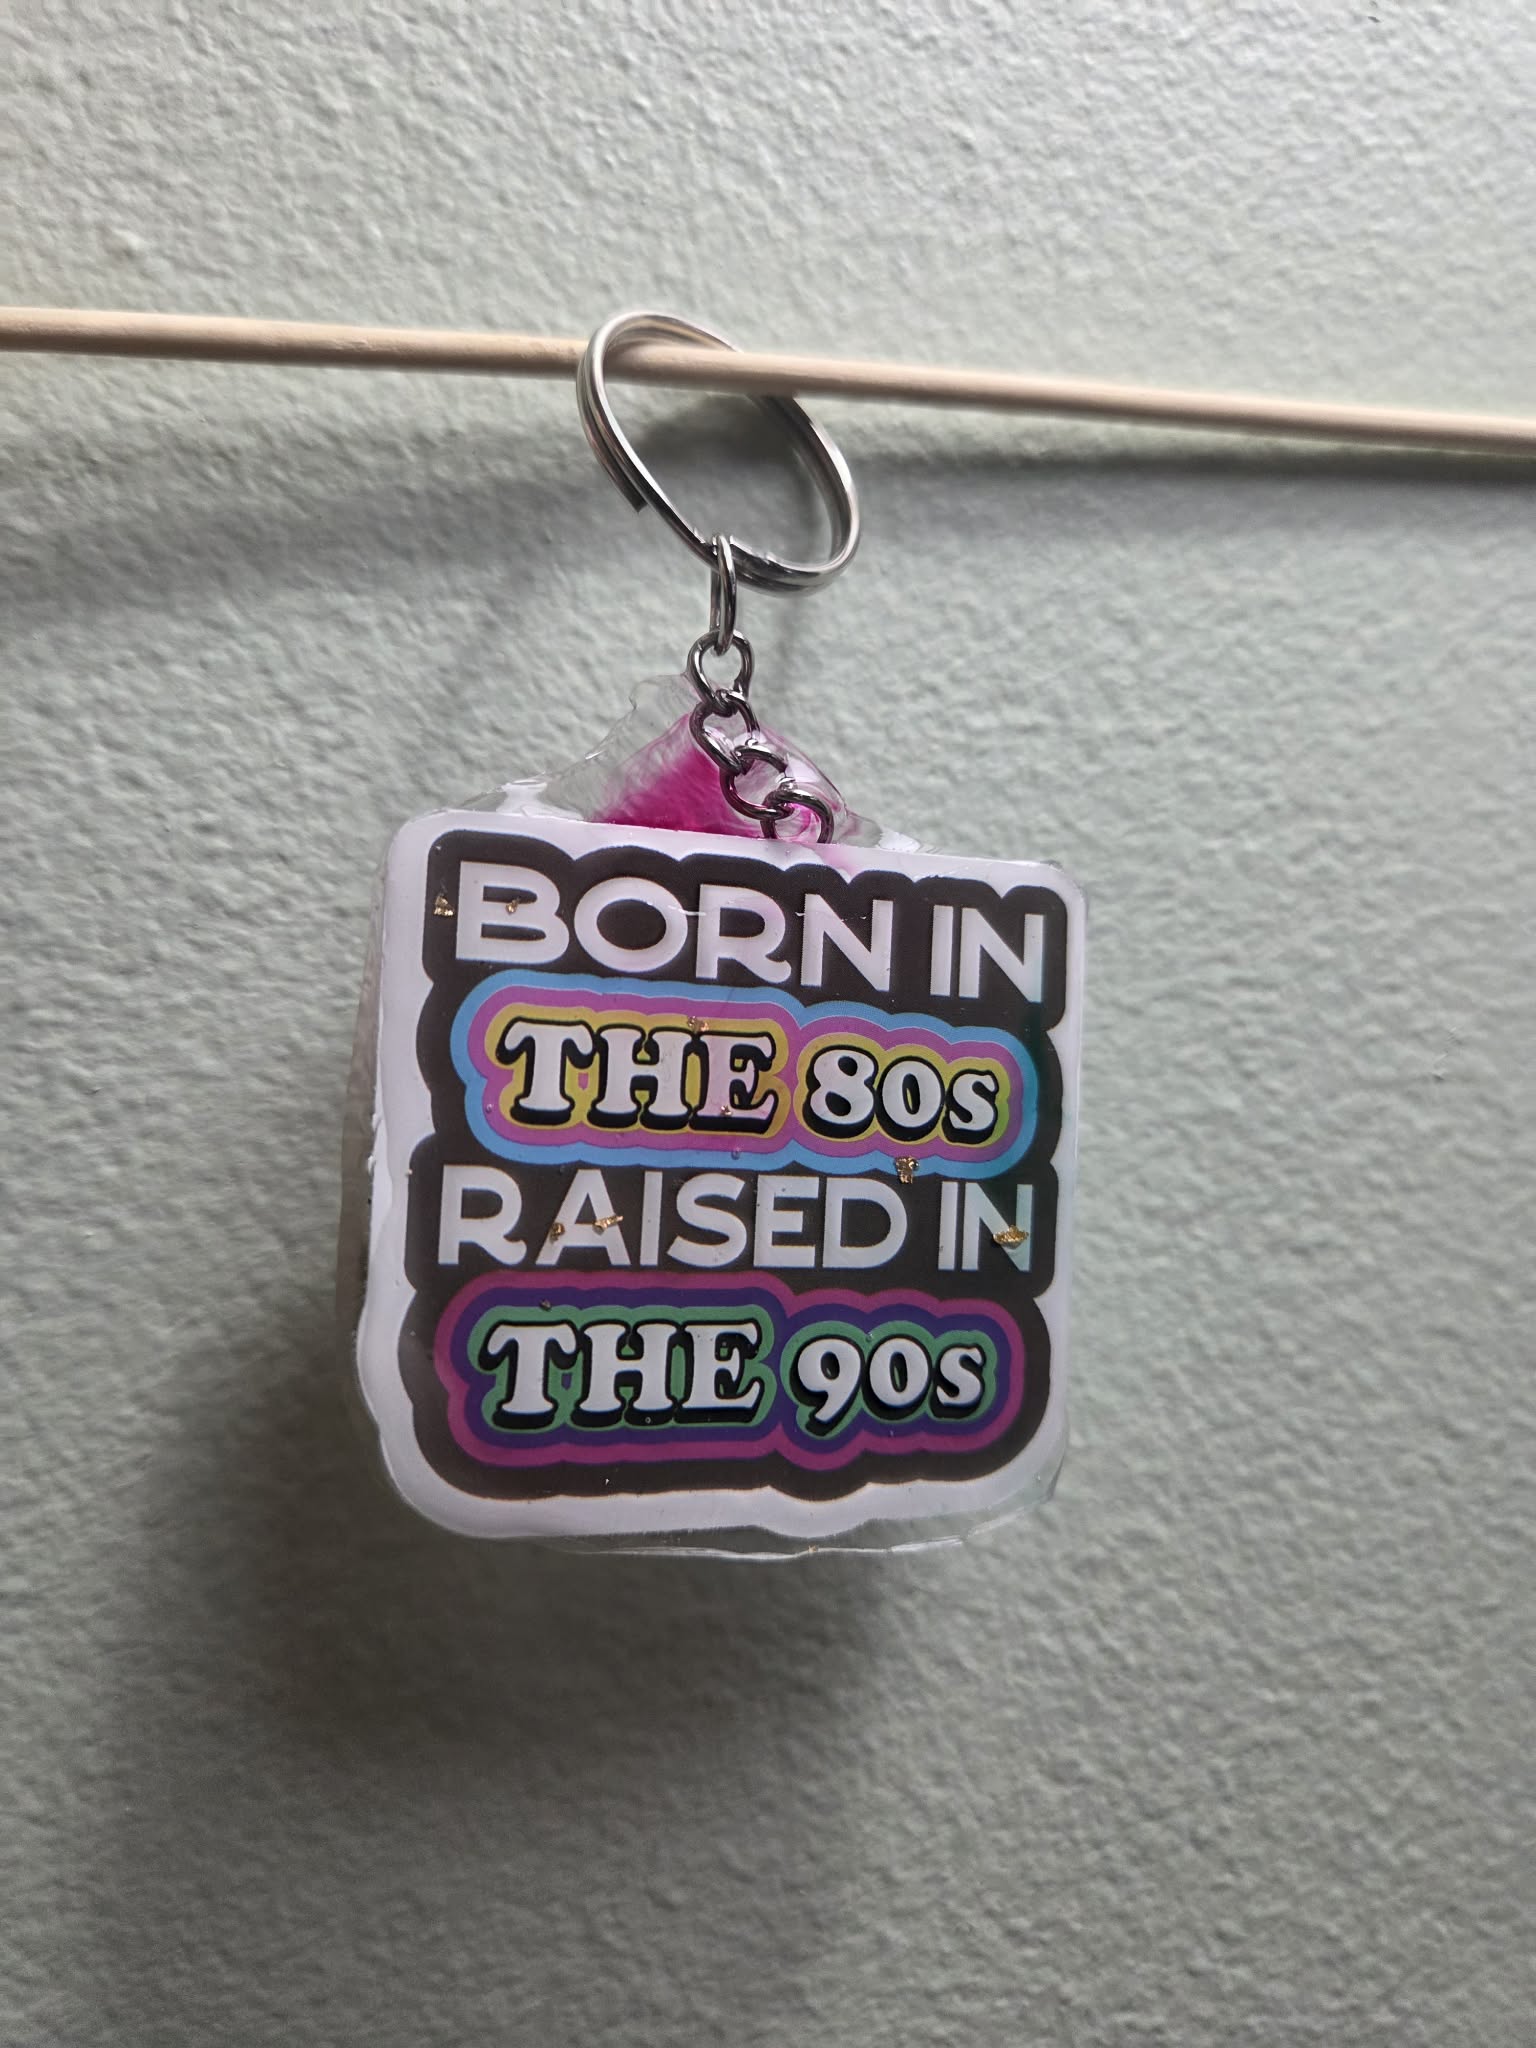 BORN IN
THE 80s
RAISED IN
THE 90s